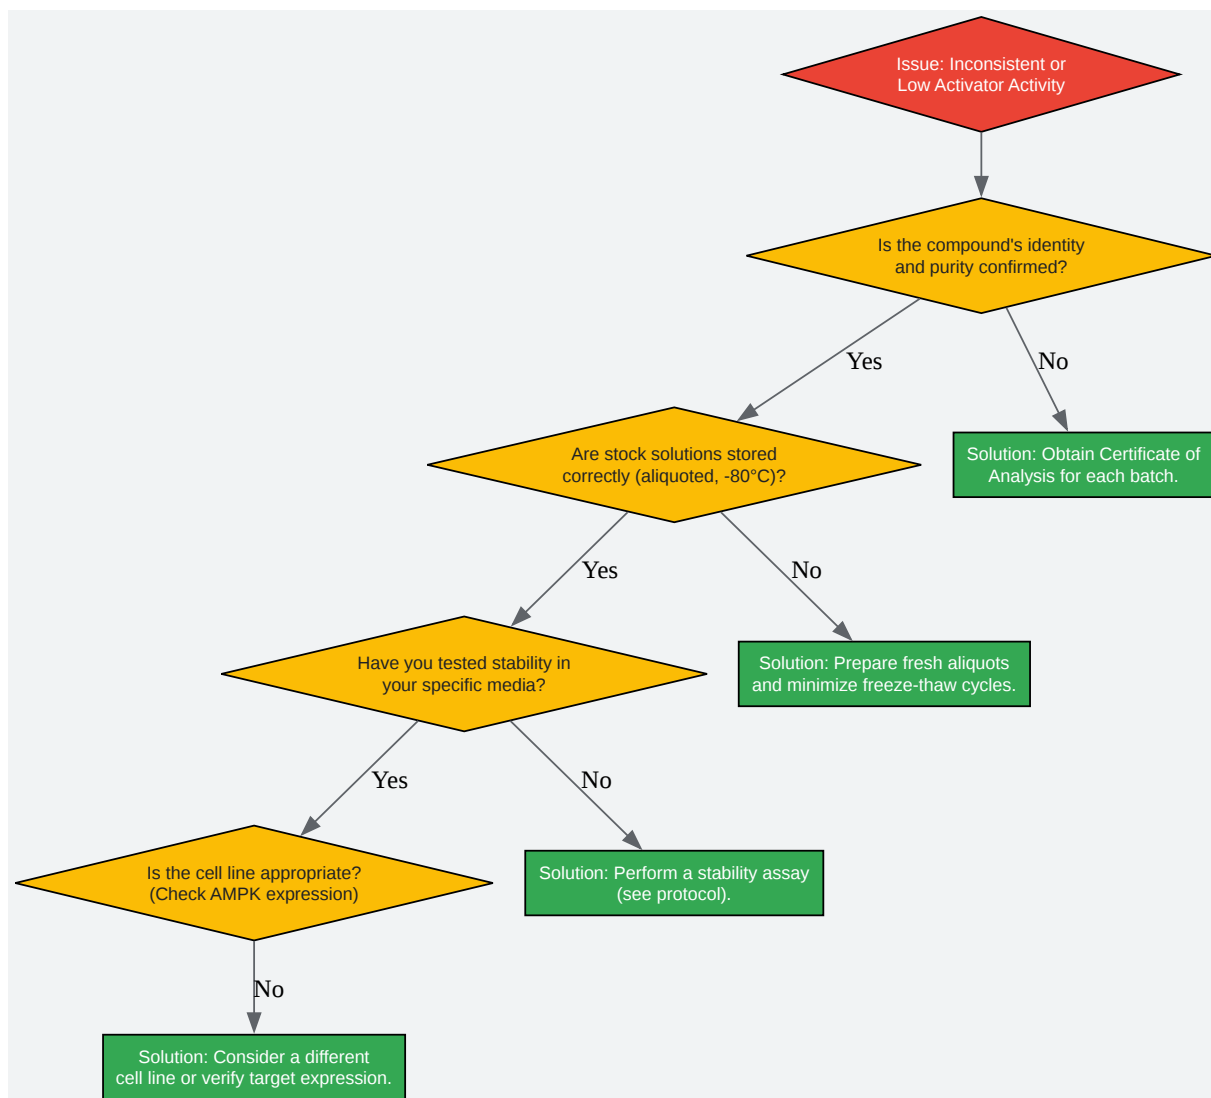 Issue: Inconsistent or
Low Activator Activity
Is the compound's identity
and purity confirmed?
Yes
No
Are stock solutions stored
correctly (aliquoted, -80°C)?
Solution: Obtain Certificate of
Analysis for each batch.
Yes
No
Have you tested stability in
your specific media?
Solution: Prepare fresh aliquots
and minimize freeze-thaw cycles.
Yes
No
Is the cell line appropriate?
(Check AMPK expression)
Solution: Perform a stability assay
(see protocol).
No
Solution: Consider a different
cell line or verify target expression.